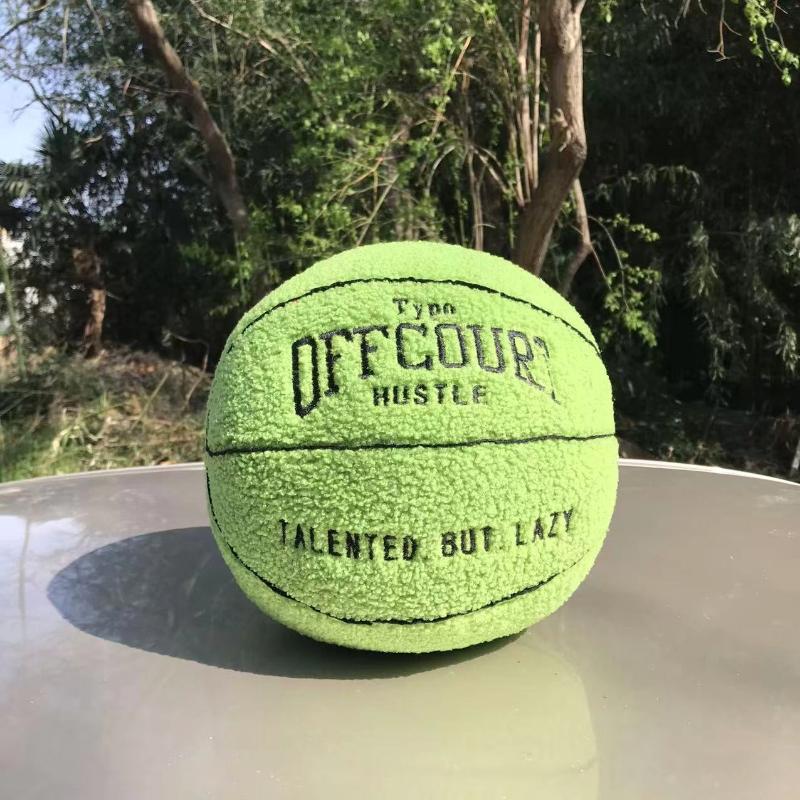 Typo
OFFCOURT
HUSTLE
TALENTED. BUT. LAZY